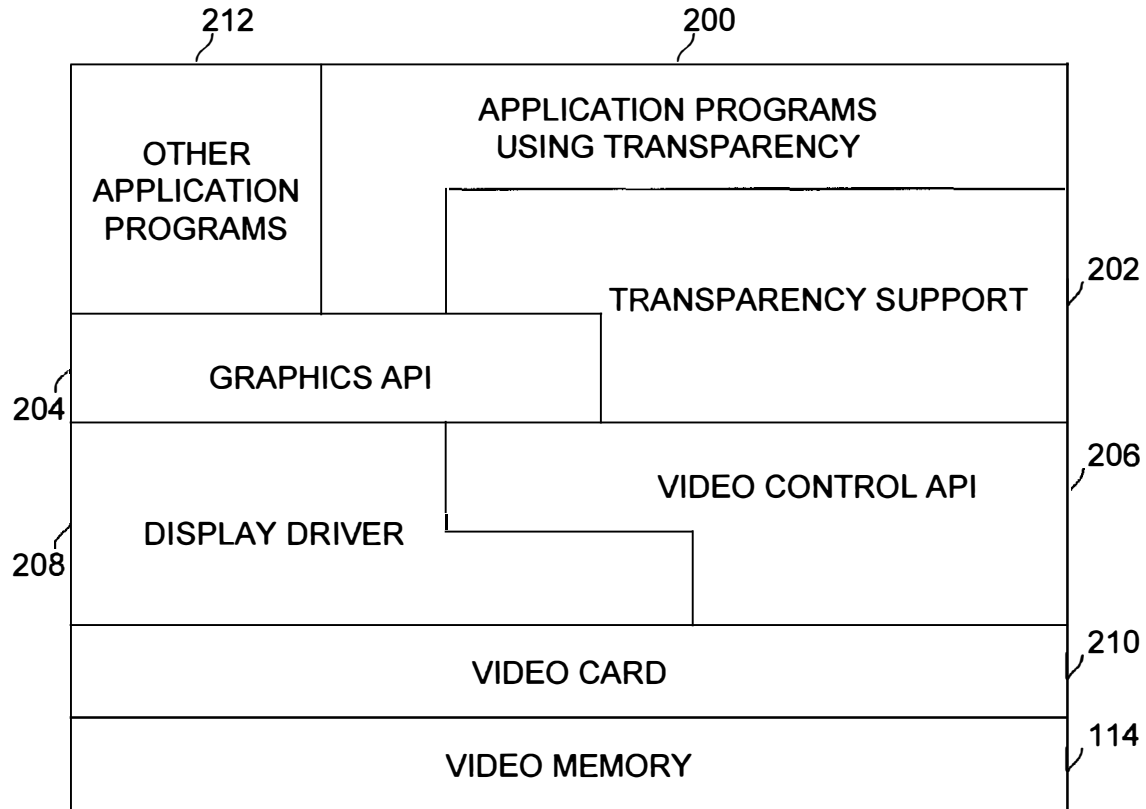 212
200
OTHER
APPLICATION
PROGRAMS
APPLICATION PROGRAMS
USING TRANSPARENCY
202
TRANSPARENCY SUPPORT
GRAPHICS API
204
206
VIDEO CONTROL API
DISPLAY DRIVER
208
210
VIDEO CARD
114
VIDEO MEMORY